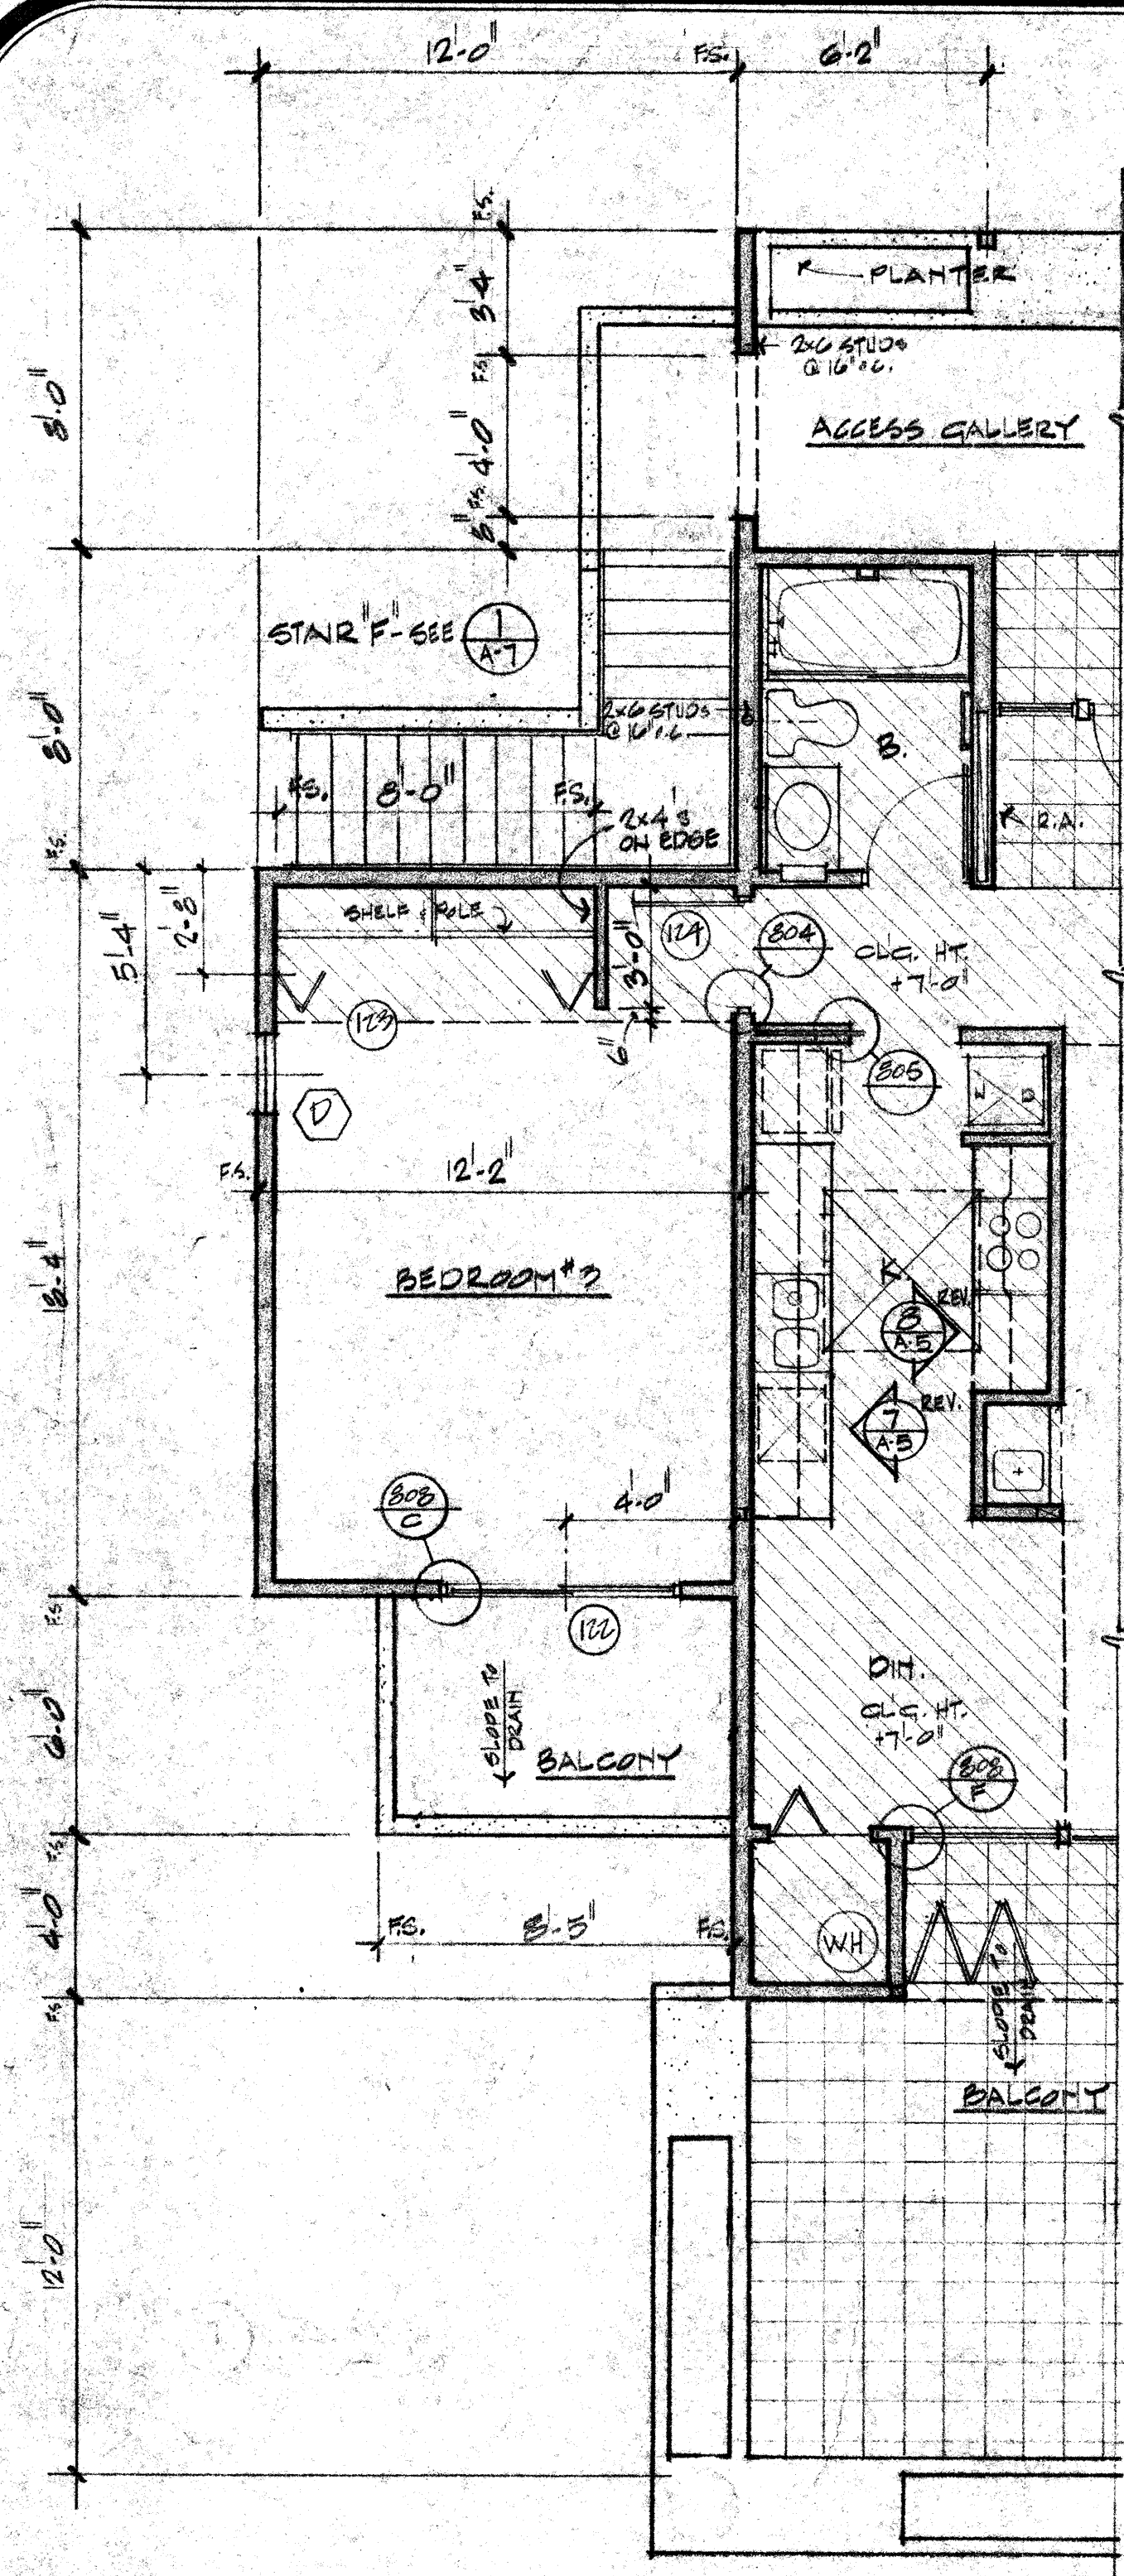 12'-0"
F.S.
6'-2"
F.S.
3'-4"
F.S.
4'-0"
F.S.
8"
8'-0"
PLANTER
2x6 STUDS
@ 16" o.c.
ACCESS GALLERY
STAIR "F" - SEE
1
A-7
8'-0"
F.S.
2x6 STUDS
@ 16" o.c.
F.S.
8'-0"
F.S.
2x4'S
ON EDGE
B.
R.A.
5'-4"
2'-8"
SHELF & POLE
124
804
3'-0"
CLG. HT.
+7'-0"
123
6"
805
D
W
D
F.S.
12'-2"
18'-4"
BEDROOM #3
K.
REV.
8
A-5
REV.
7
A-5
808
C
4'-0"
F.S.
122
6'-0"
SLOPE TO
DRAIN
BALCONY
DIN.
CLG. HT.
+7'-0"
808
F
F.S.
4'-0"
F.S.
8'-5"
F.S.
WH
F.S.
SLOPE TO
DRAIN
BALCONY
12'-0"